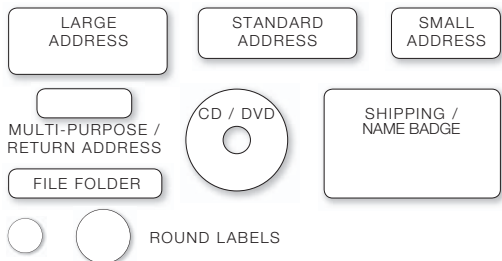 LARGE
ADDRESS
STANDARD
ADDRESS
SMALL
ADDRESS
MULTI-PURPOSE /
RETURN ADDRESS
CD / DVD
SHIPPING /
NAME BADGE
FILE FOLDER
ROUND LABELS